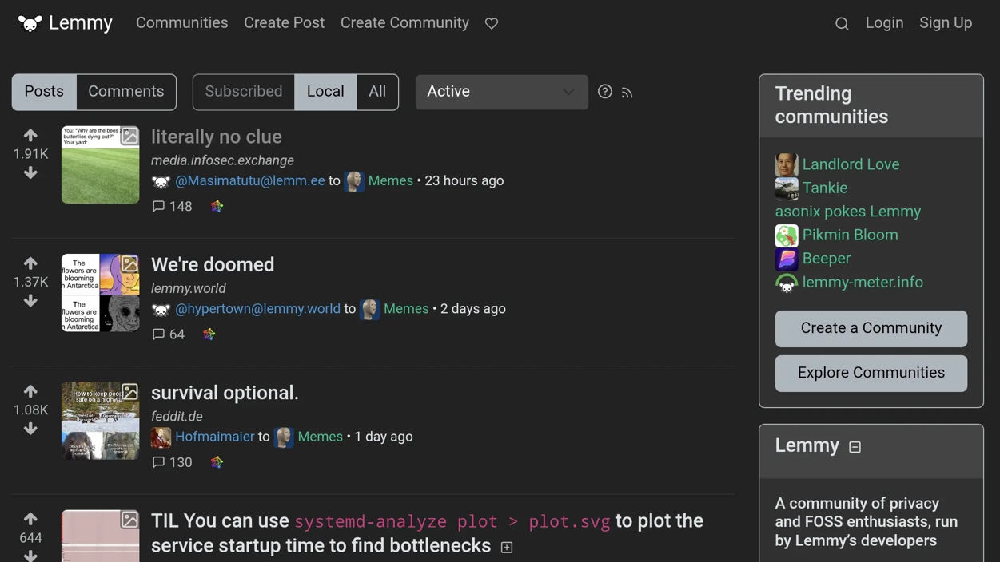 Lemmy Communities Create Post Create Community Login Sign Up
Posts Comments Subscribed Local All Active
1.91K
You: "Why are the bees and
butterflies dying out?"
Your yard:
literally no clue
media.infosec.exchange
@Masimatutu@lemm.ee to Memes • 23 hours ago
148
1.37K
The
flowers are
blooming
n Antarctica
The
flowers are
blooming
n Antarctica
We're doomed
lemmy.world
@hypertown@lemmy.world to Memes • 2 days ago
64
1.08K
How to keep people
safe on a highway
survival optional.
feddit.de
Hofmaimaier to Memes • 1 day ago
130
644
TIL You can use systemd-analyze plot > plot.svg to plot the
service startup time to find bottlenecks
Trending
communities
Landlord Love
Tankie
asonix pokes Lemmy
Pikmin Bloom
Beeper
lemmy-meter.info
Create a Community
Explore Communities
Lemmy
A community of privacy
and FOSS enthusiasts, run
by Lemmy’s developers